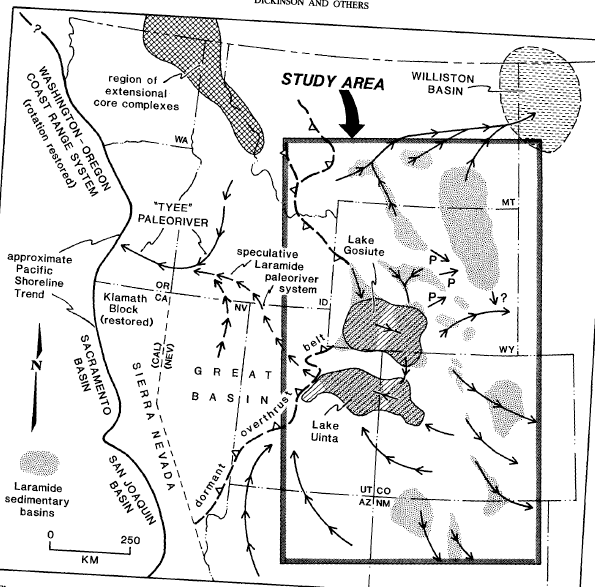 DICKINSON AND OTHERS
?
WASHINGTON - OREGON
COAST RANGE SYSTEM
(rotation restored)
region of
extensional
core complexes
STUDY AREA
WILLISTON
BASIN
WA
MT
"TYEE"
PALEORIVER
Lake
Gosiute
P
P
P
?
approximate
Pacific
Shoreline
Trend
speculative
Laramide
paleoriver
system
OR
CA
NV
ID
Klamath
Block
(restored)
WY
belt
(CAL)
(NEV)
GREAT
BASIN
N
SACRAMENTO
BASIN
SIERRA NEVADA
overthrust
dormant
Lake
Uinta
SAN JOAQUIN
BASIN
UT CO
AZ NM
Laramide
sedimentary
basins
0 250
KM